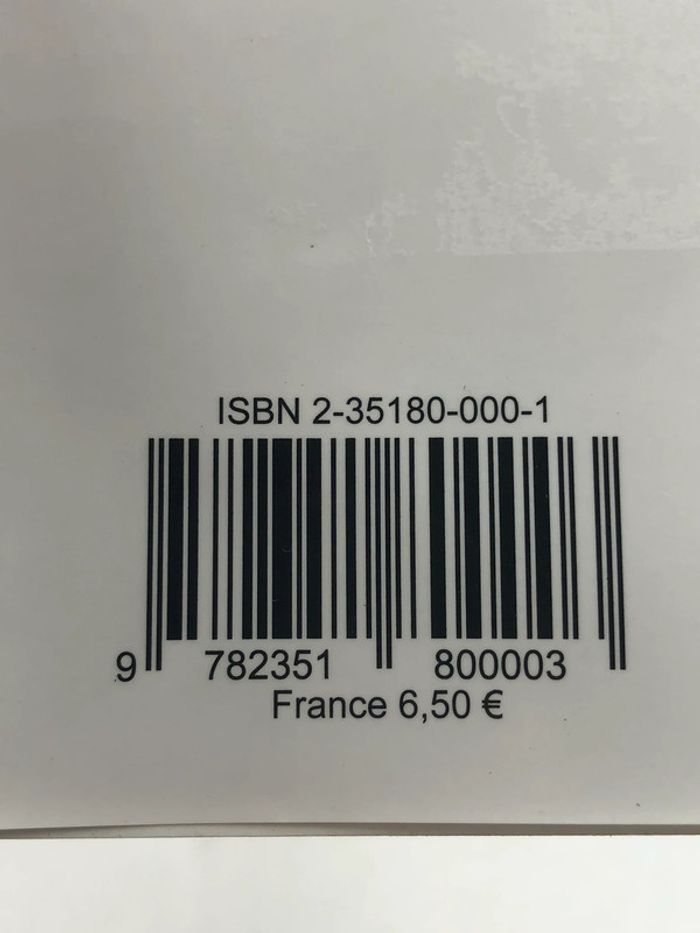 ISBN 2-35180-000-1
9 782351 800003
France 6,50 €